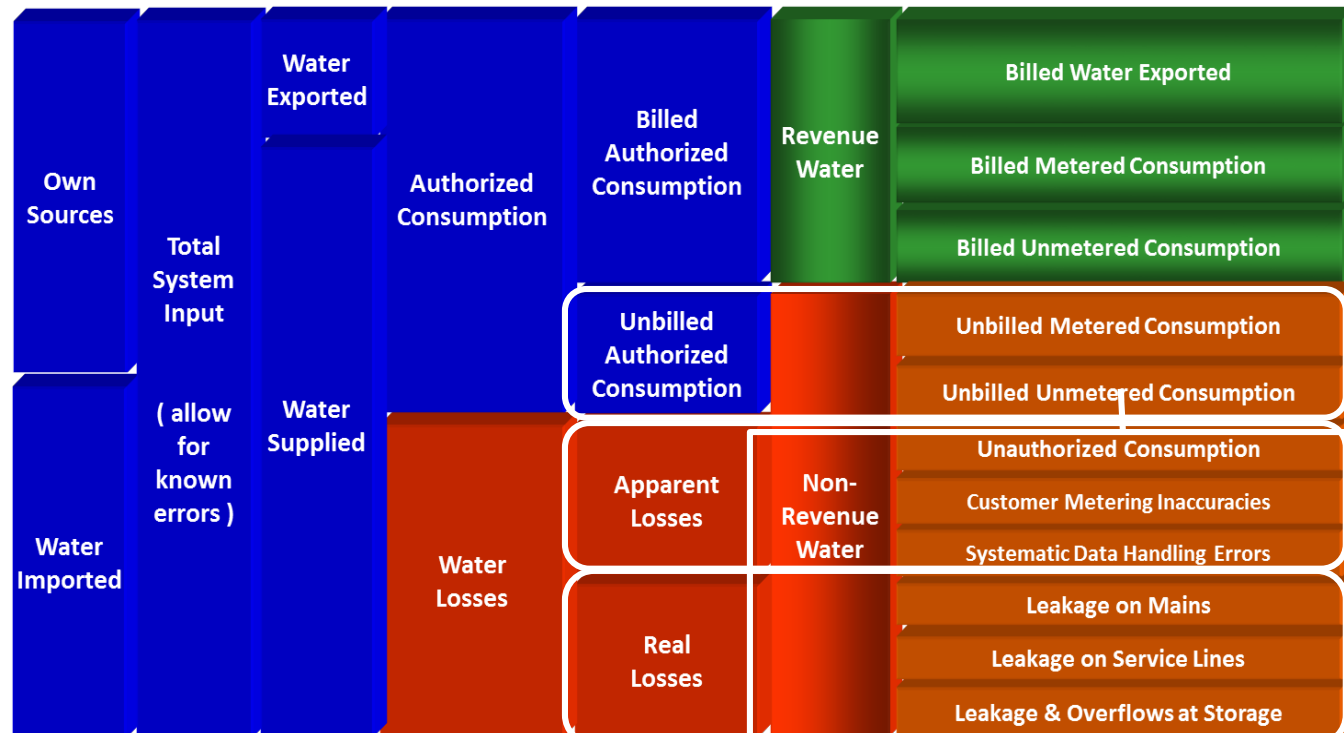 Own
Sources
Water
Imported
Total
System
Input
( allow
for
known
errors )
Water
Exported
Water
Supplied
Authorized
Consumption
Water
Losses
Billed
Authorized
Consumption
Unbilled
Authorized
Consumption
Apparent
Losses
Real
Losses
Revenue
Water
Non-
Revenue
Water
Billed Water Exported
Billed Metered Consumption
Billed Unmetered Consumption
Unbilled Metered Consumption
Unbilled Unmetered Consumption
Unauthorized Consumption
Customer Metering Inaccuracies
Systematic Data Handling Errors
Leakage on Mains
Leakage on Service Lines
Leakage & Overflows at Storage